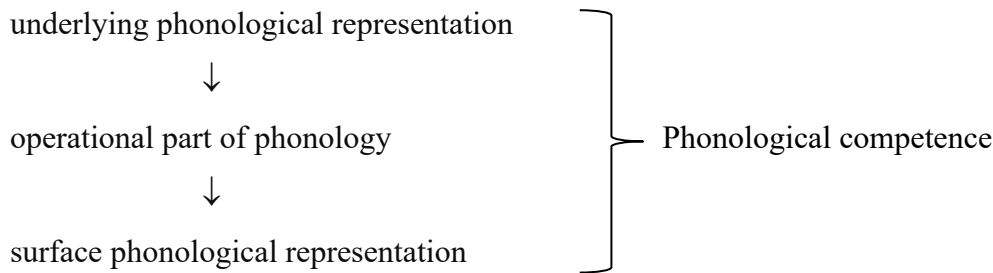 underlying phonological representation
↓
operational part of phonology
Phonological competence
↓
surface phonological representation